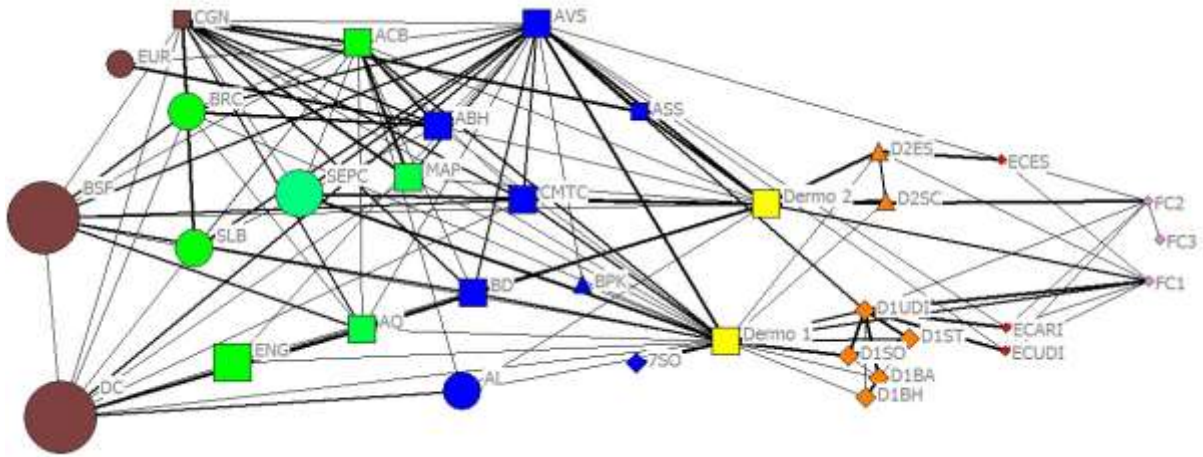 CGN
ACB
AVS
EUR
BRC
ABH
ASS
SEPC
MAP
D2ES
ECES
BSF
CMTC
Dermo 2
D2SC
FC2
SLB
FC3
BD
BPK
FC1
D1UDI
AO
Dermo 1
ECARI
D1ST
ENG
7SO
D1SO
ECUDI
DC
AL
D1BA
D1BH